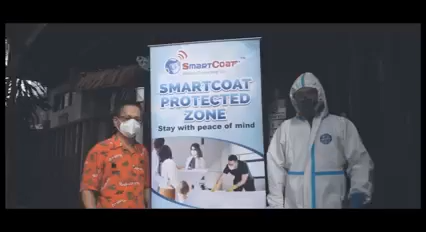 SMARTCOAT
SMARTCOAT
PROTECTED
ZONE
Stay with peace of mind